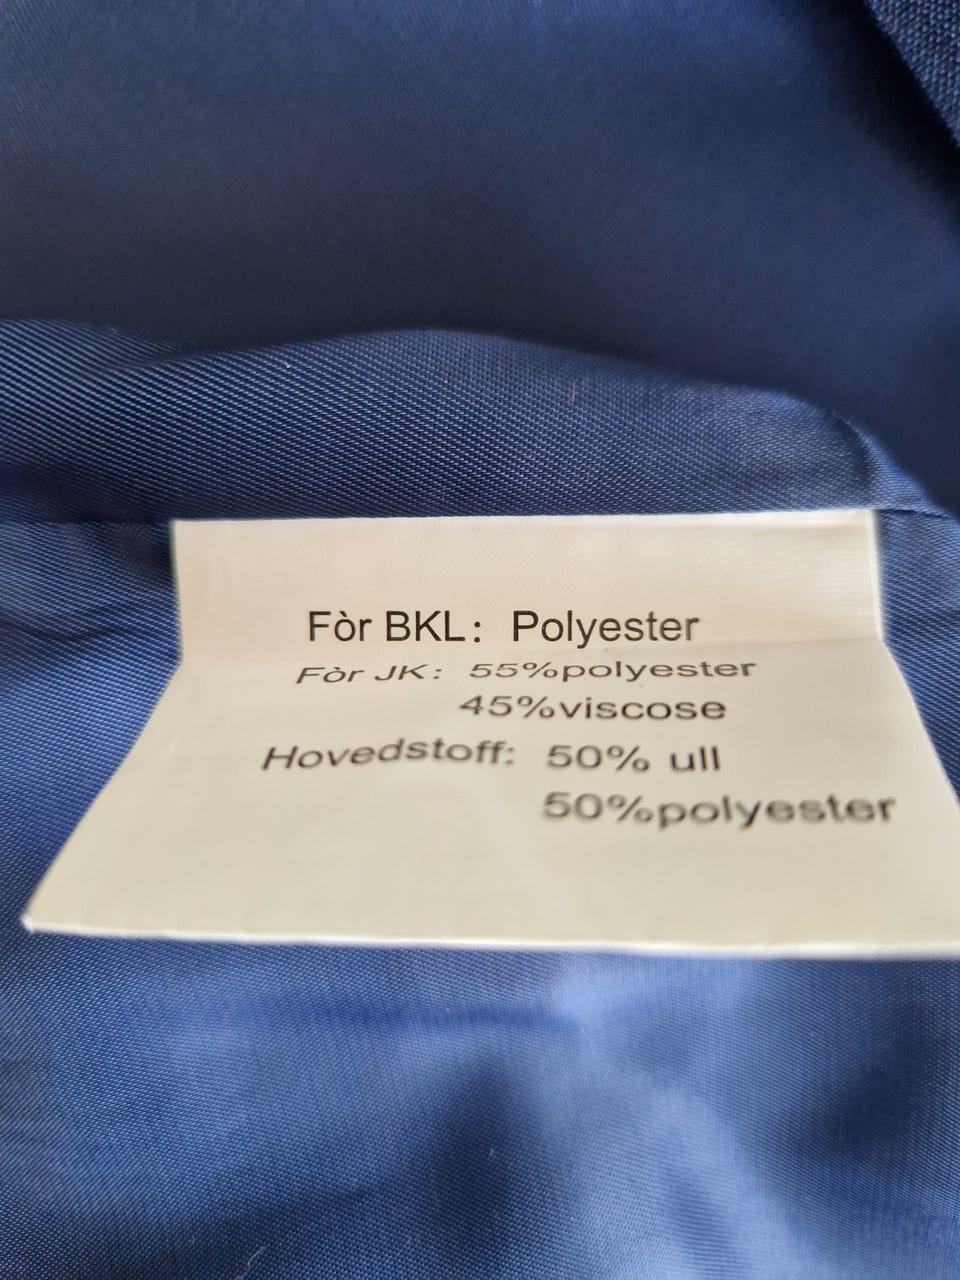 Fòr BKL: Polyester
Fòr JK: 55%polyester
45%viscose
Hovedstoff: 50% ull
50%polyester